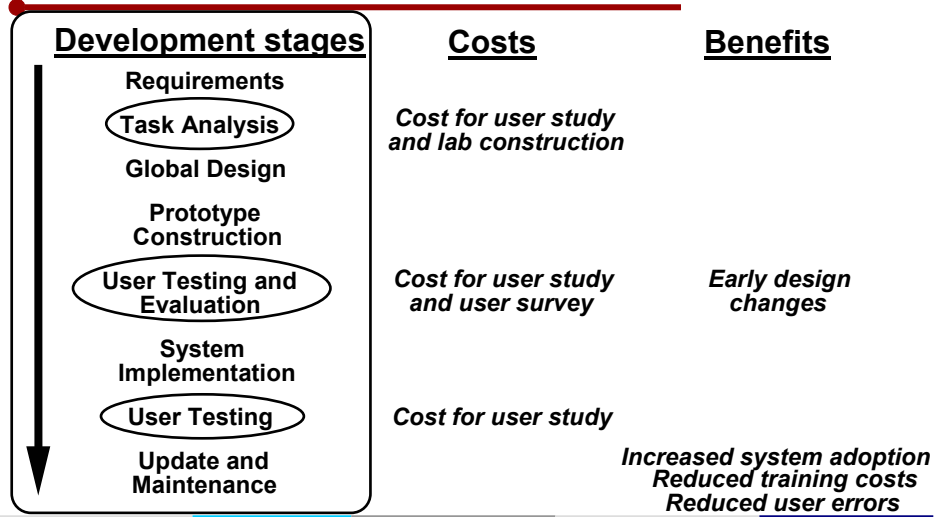 Development stages
Costs
Benefits
Requirements
Task Analysis
Cost for user study
and lab construction
Global Design
Prototype
Construction
User Testing and
Evaluation
Cost for user study
and user survey
Early design
changes
System
Implementation
User Testing
Cost for user study
Update and
Maintenance
Increased system adoption
Reduced training costs
Reduced user errors